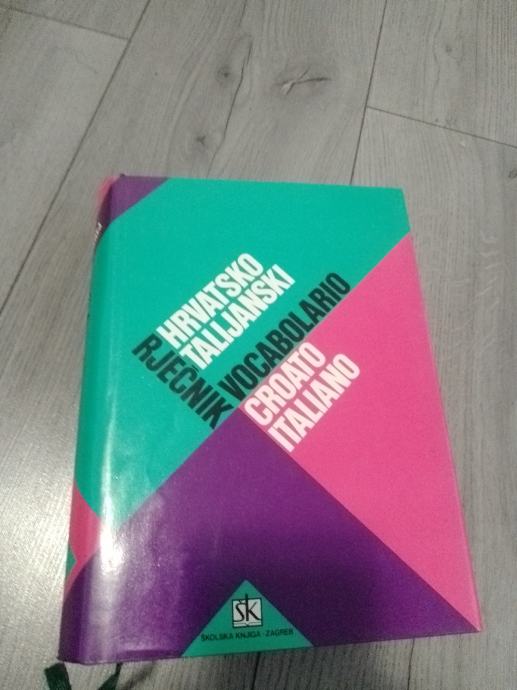 HRVATSKO
TALIJANSKI
RJEČNIK
VOCABOLARIO
CROATO
ITALIANO
ŠK
ŠKOLSKA KNJIGA - ZAGREB